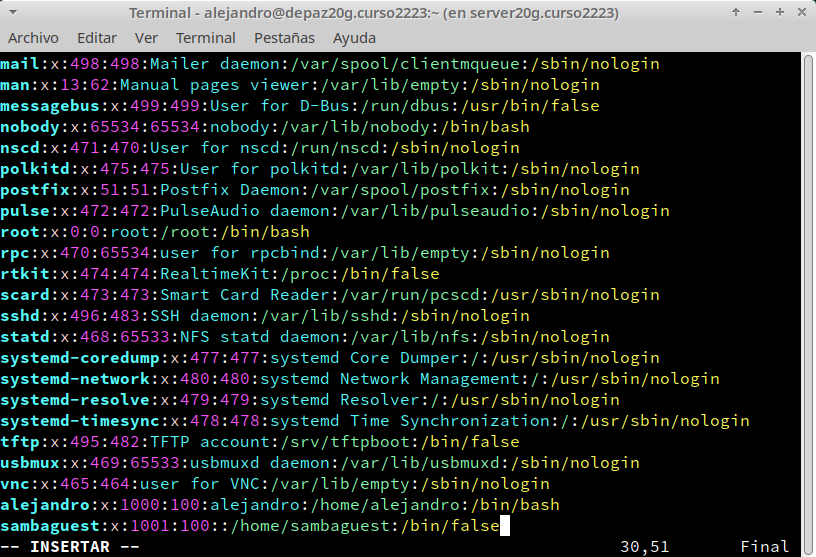 Terminal - alejandro@depaz20g.curso2223:~ (en server20g.curso2223)
Archivo Editar Ver Terminal Pestañas Ayuda
mail:x:498:498:Mailer daemon:/var/spool/clientmqueue:/sbin/nologin
man:x:13:62:Manual pages viewer:/var/lib/empty:/sbin/nologin
messagebus:x:499:499:User for D-Bus:/run/dbus:/usr/bin/false
nobody:x:65534:65534:nobody:/var/lib/nobody:/bin/bash
nscd:x:471:470:User for nscd:/run/nscd:/sbin/nologin
polkitd:x:475:475:User for polkitd:/var/lib/polkit:/sbin/nologin
postfix:x:51:51:Postfix Daemon:/var/spool/postfix:/sbin/nologin
pulse:x:472:472:PulseAudio daemon:/var/lib/pulseaudio:/sbin/nologin
root:x:0:0:root:/root:/bin/bash
rpc:x:470:65534:user for rpcbind:/var/lib/empty:/sbin/nologin
rtkit:x:474:474:RealtimeKit:/proc:/bin/false
scard:x:473:473:Smart Card Reader:/var/run/pcscd:/usr/sbin/nologin
sshd:x:496:483:SSH daemon:/var/lib/sshd:/sbin/nologin
statd:x:468:65533:NFS statd daemon:/var/lib/nfs:/sbin/nologin
systemd-coredump:x:477:477:systemd Core Dumper:/:/usr/sbin/nologin
systemd-network:x:480:480:systemd Network Management:/:/usr/sbin/nologin
systemd-resolve:x:479:479:systemd Resolver:/:/usr/sbin/nologin
systemd-timesync:x:478:478:systemd Time Synchronization:/:/usr/sbin/nologin
tftp:x:495:482:TFTP account:/srv/tftpboot:/bin/false
usbmux:x:469:65533:usbmuxd daemon:/var/lib/usbmuxd:/sbin/nologin
vnc:x:465:464:user for VNC:/var/lib/empty:/sbin/nologin
alejandro:x:1000:100:alejandro:/home/alejandro:/bin/bash
sambaguest:x:1001:100::/home/sambaguest:/bin/false
-- INSERTAR -- 30,51 Final